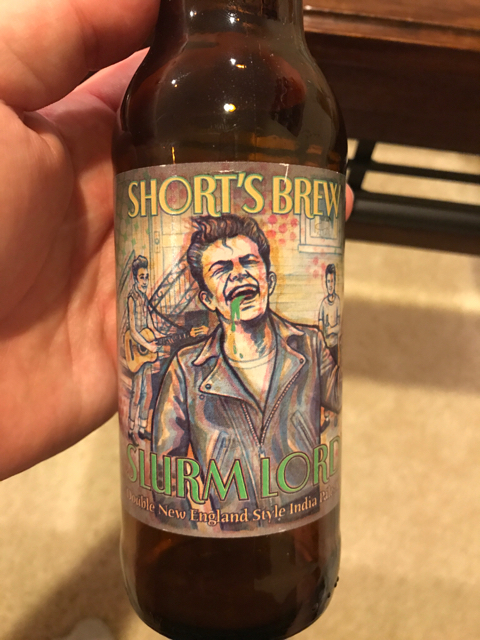 SHORT'S BREW
SLURM LORD
Double New England Style India